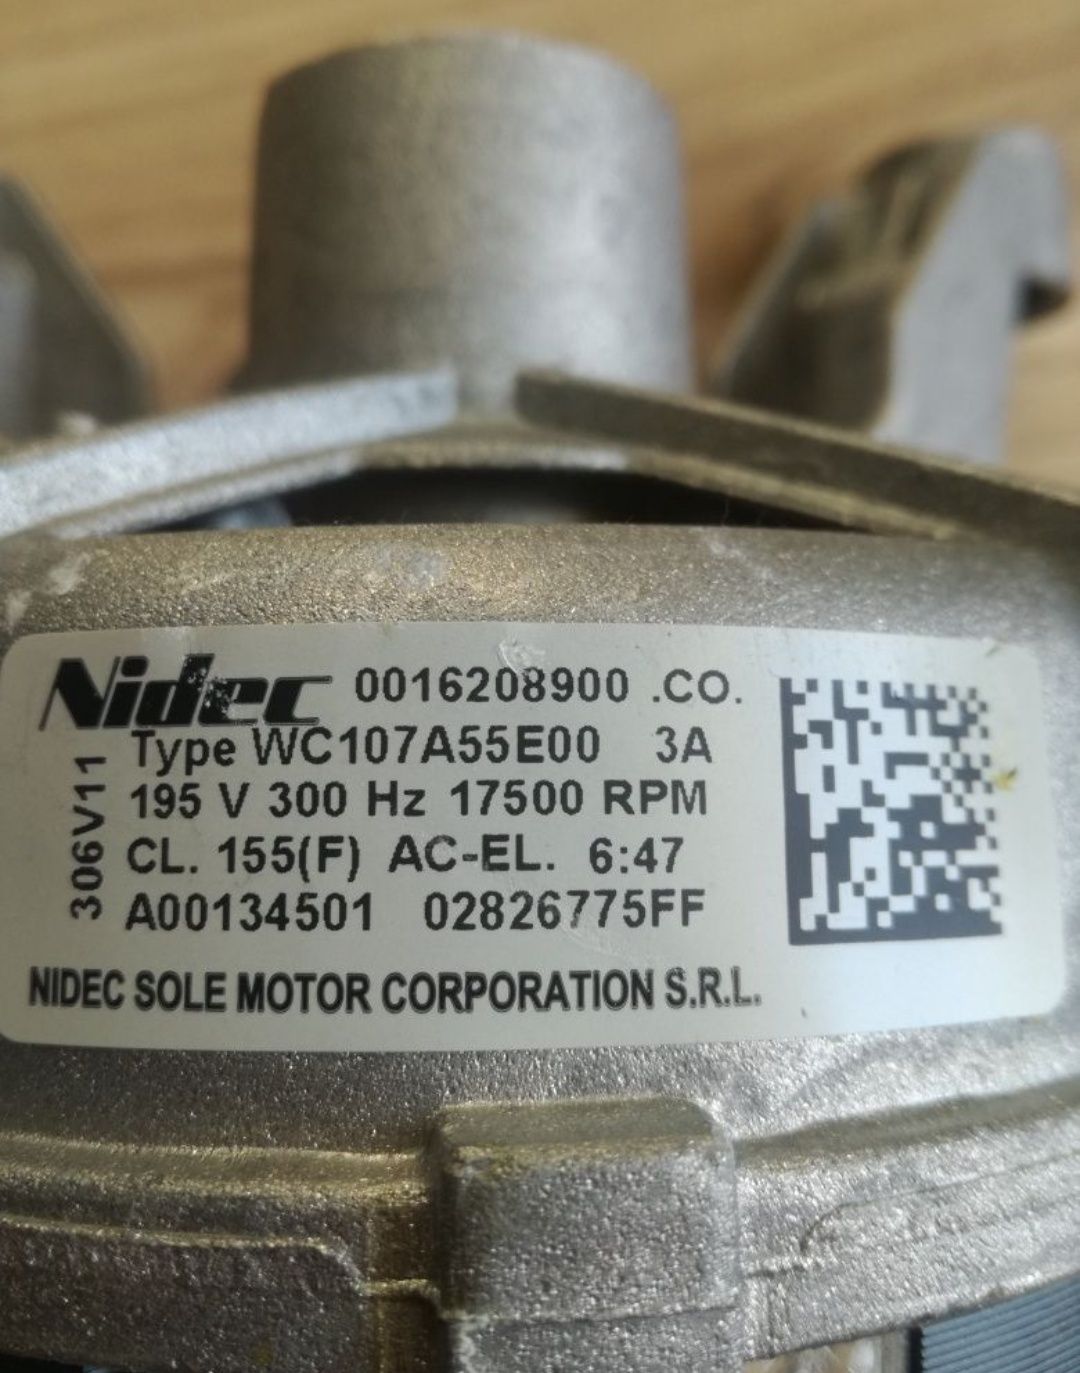 Nidec 0016208900 .CO.
Type WC107A55E00 3A
195 V 300 Hz 17500 RPM
CL. 155(F) AC-EL. 6:47
A00134501 02826775FF
306V11
NIDEC SOLE MOTOR CORPORATION S.R.L.